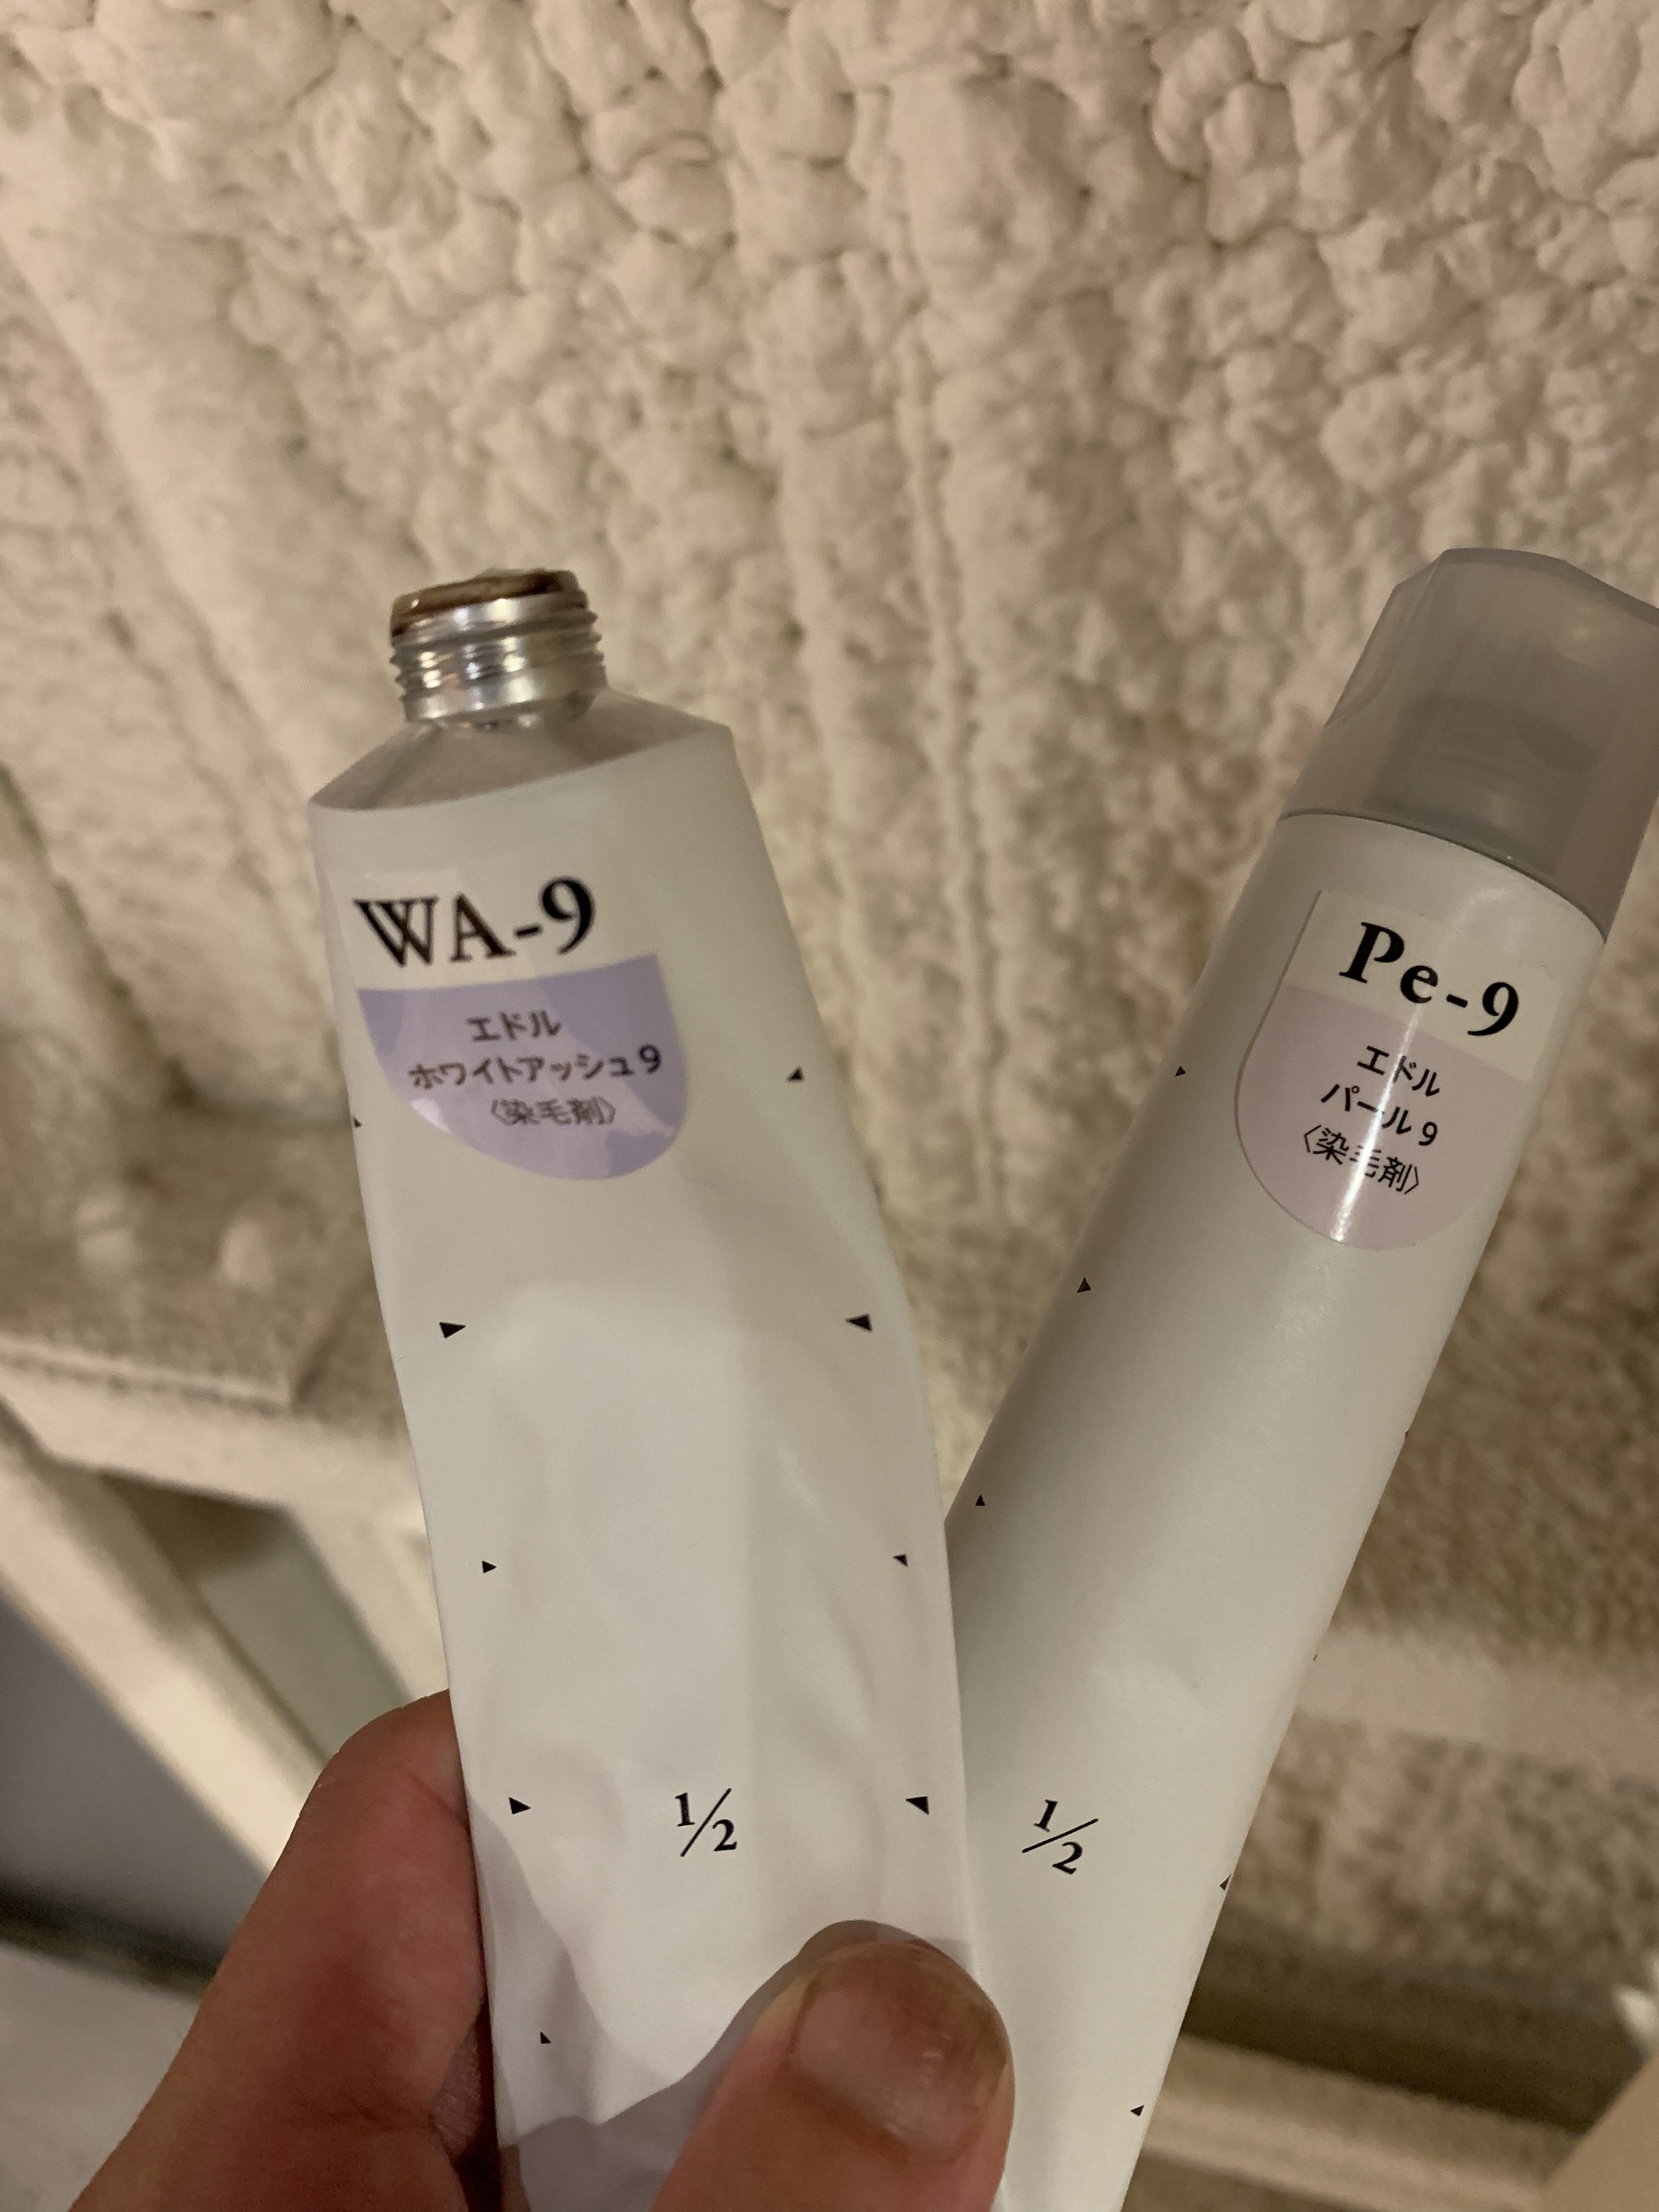 WA-9
エドル
ホワイトアッシュ9
〈染毛剤〉
1/2
Pe-9
エドル
パール9
〈染毛剤〉
1/2